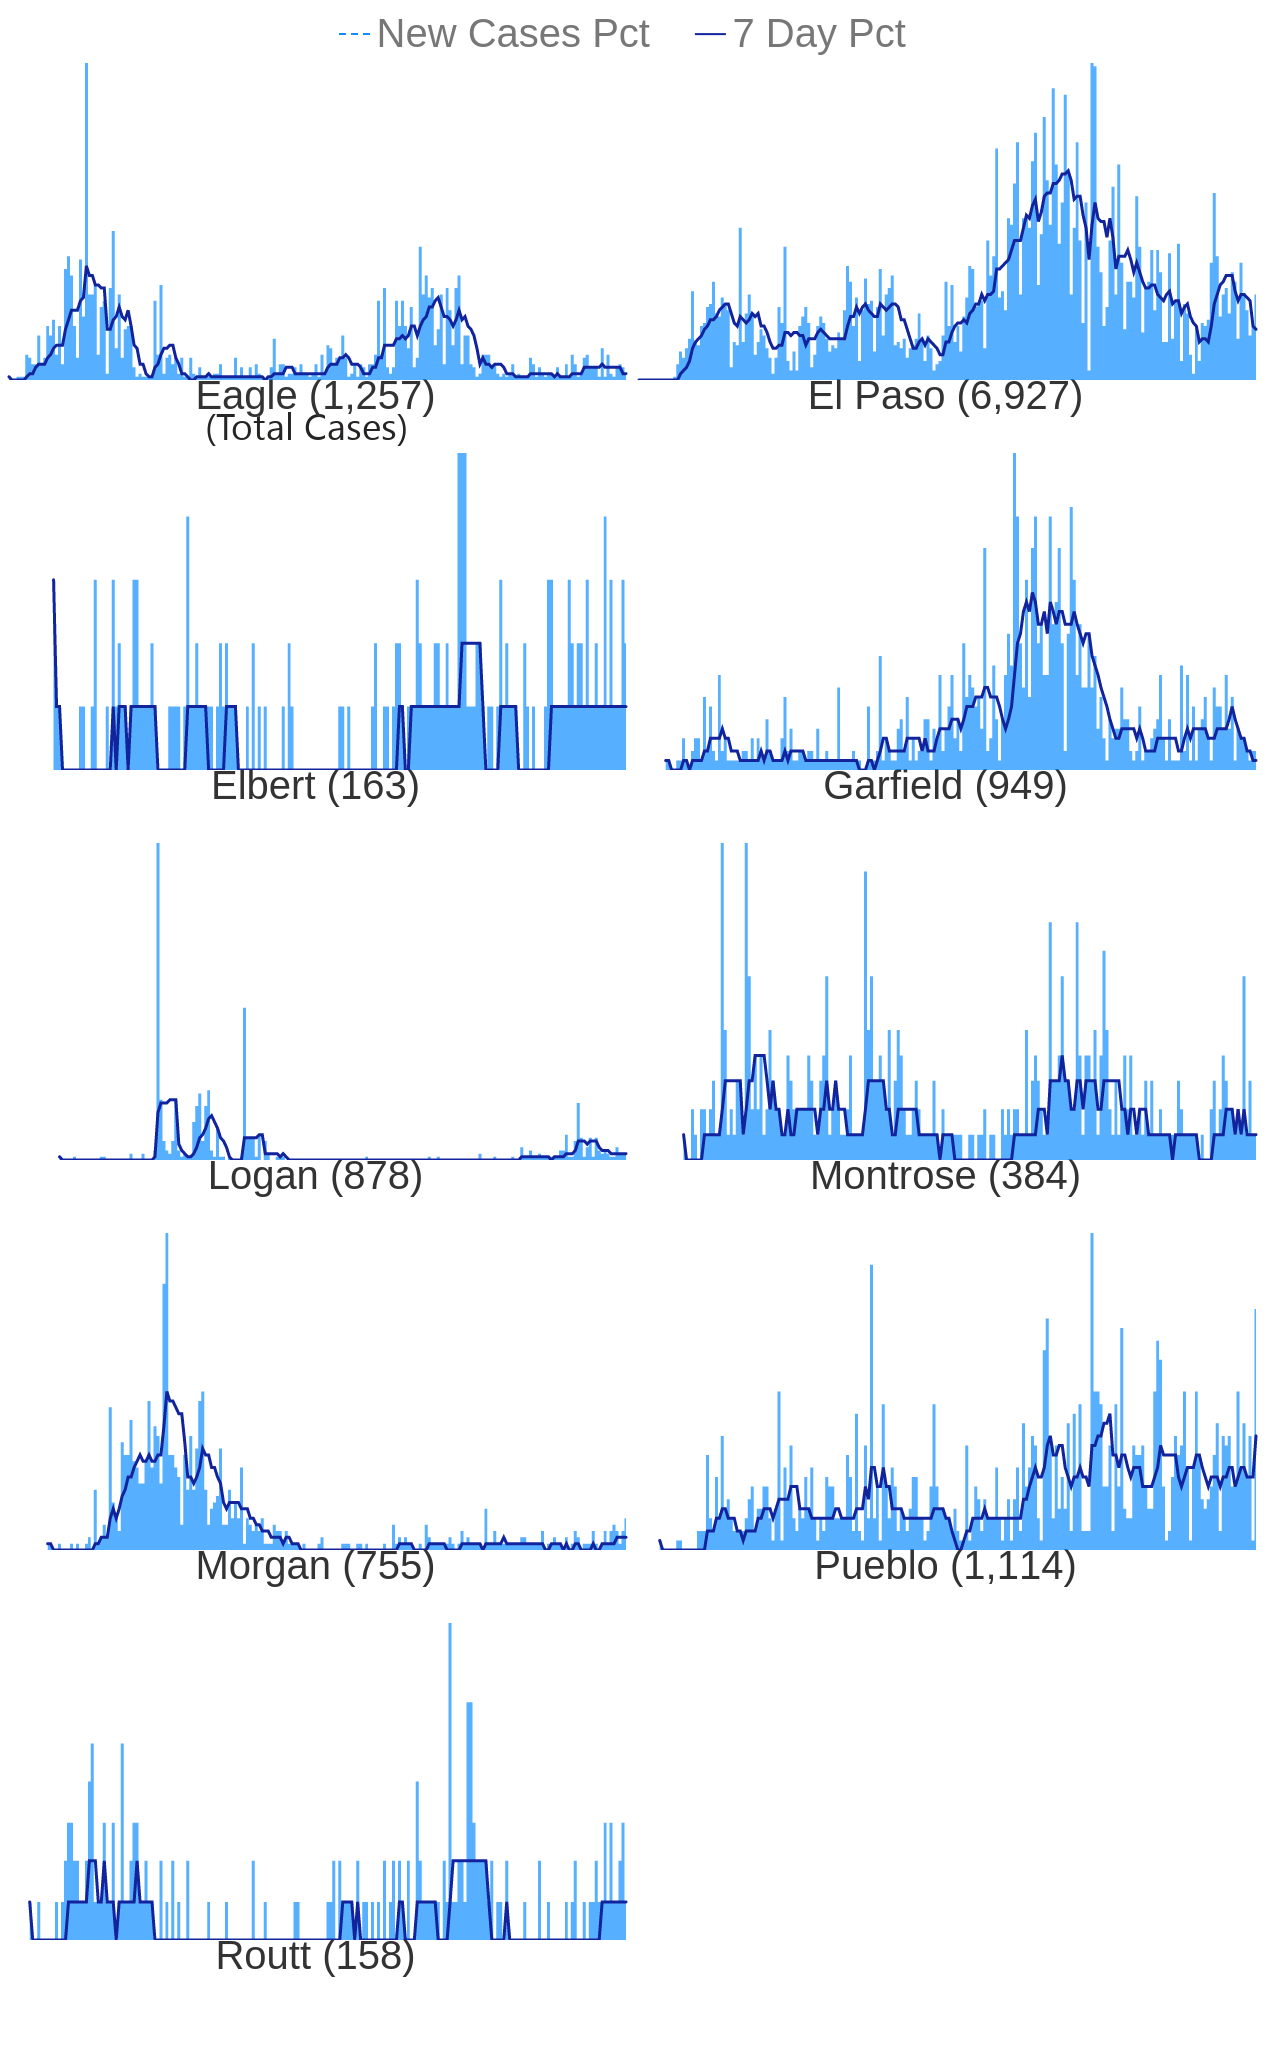 New Cases Pct 7 Day Pct
Eagle (1,257) El Paso (6,927)
(Total Cases)
Elbert (163) Garfield (949)
Logan (878) Montrose (384)
Morgan (755) Pueblo (1,114)
Routt (158)